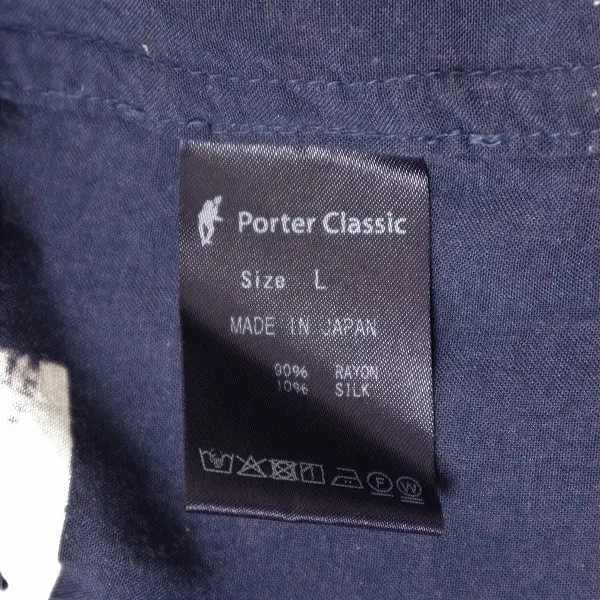 Porter Classic
Size L
MADE IN JAPAN
90% RAYON
10% SILK
F W